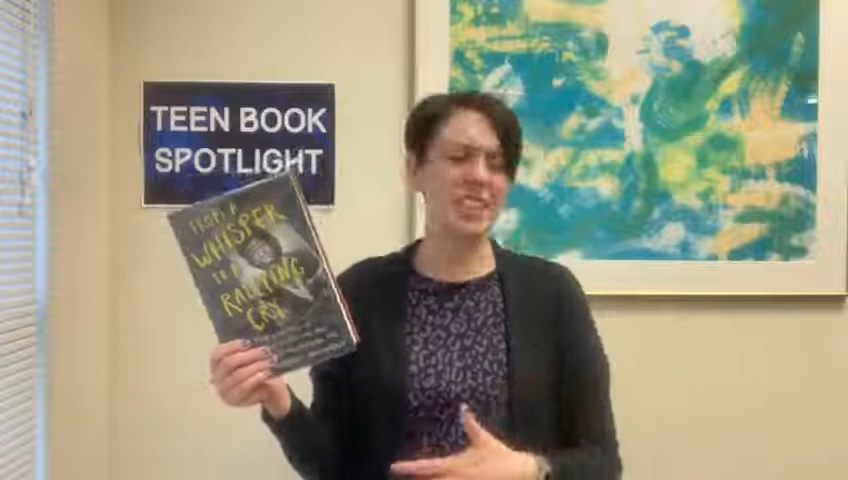 TEEN BOOK
SPOTLIGHT
FROM A
WHISPER
TO A
RALLYING
CRY